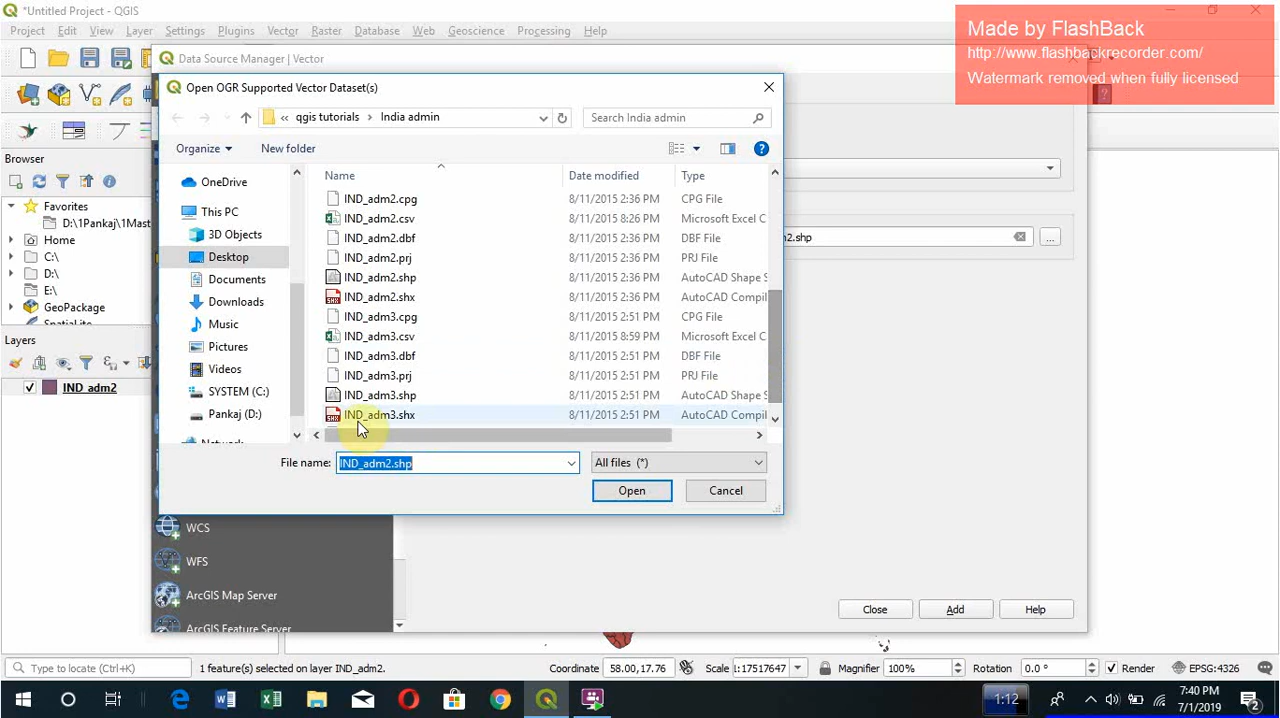 *Untitled Project - QGIS
Project Edit View Layer Settings Plugins Vector Raster Database Web Geoscience Processing Help
Made by FlashBack
http://www.flashbackrecorder.com/
Watermark removed when fully licensed
Data Source Manager | Vector
Open OGR Supported Vector Dataset(s)
« qgis tutorials > India admin
Search India admin
Organize New folder
Name Date modified Type
IND_adm2.cpg 8/11/2015 2:36 PM CPG File
IND_adm2.csv 8/11/2015 8:26 PM Microsoft Excel C
IND_adm2.dbf 8/11/2015 2:36 PM DBF File
IND_adm2.prj 8/11/2015 2:36 PM PRJ File
IND_adm2.shp 8/11/2015 2:36 PM AutoCAD Shape S
IND_adm2.shx 8/11/2015 2:36 PM AutoCAD Compil
IND_adm3.cpg 8/11/2015 2:51 PM CPG File
IND_adm3.csv 8/11/2015 8:59 PM Microsoft Excel C
IND_adm3.dbf 8/11/2015 2:51 PM DBF File
IND_adm3.prj 8/11/2015 2:51 PM PRJ File
IND_adm3.shp 8/11/2015 2:51 PM AutoCAD Shape S
IND_adm3.shx 8/11/2015 2:51 PM AutoCAD Compil
OneDrive
This PC
3D Objects
Desktop
Documents
Downloads
Music
Pictures
Videos
SYSTEM (C:)
Pankaj (D:)
Network
File name: IND_adm2.shp All files (*)
Open Cancel
m2.shp ...
Browser
Favorites
D:\1Pankaj\1Mast
Home
C:\
D:\
E:\
GeoPackage
SpatiaLite
Layers
IND_adm2
WCS
WFS
ArcGIS Map Server
ArcGIS Feature Server
Close Add Help
Type to locate (Ctrl+K) 1 feature(s) selected on layer IND_adm2. Coordinate 58.00,17.76 Scale 1:17517647 Magnifier 100% Rotation 0.0 ° Render EPSG:4326
1:12
7:40 PM
7/1/2019
2